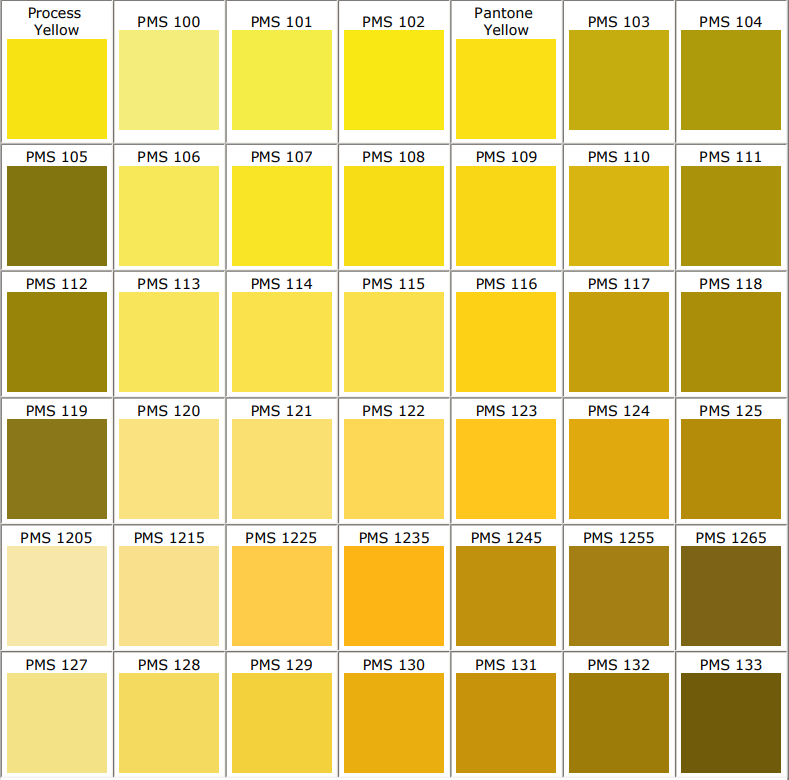 Process
Yellow
PMS 100
PMS 101
PMS 102
Pantone
Yellow
PMS 103
PMS 104
PMS 105
PMS 106
PMS 107
PMS 108
PMS 109
PMS 110
PMS 111
PMS 112
PMS 113
PMS 114
PMS 115
PMS 116
PMS 117
PMS 118
PMS 119
PMS 120
PMS 121
PMS 122
PMS 123
PMS 124
PMS 125
PMS 1205
PMS 1215
PMS 1225
PMS 1235
PMS 1245
PMS 1255
PMS 1265
PMS 127
PMS 128
PMS 129
PMS 130
PMS 131
PMS 132
PMS 133